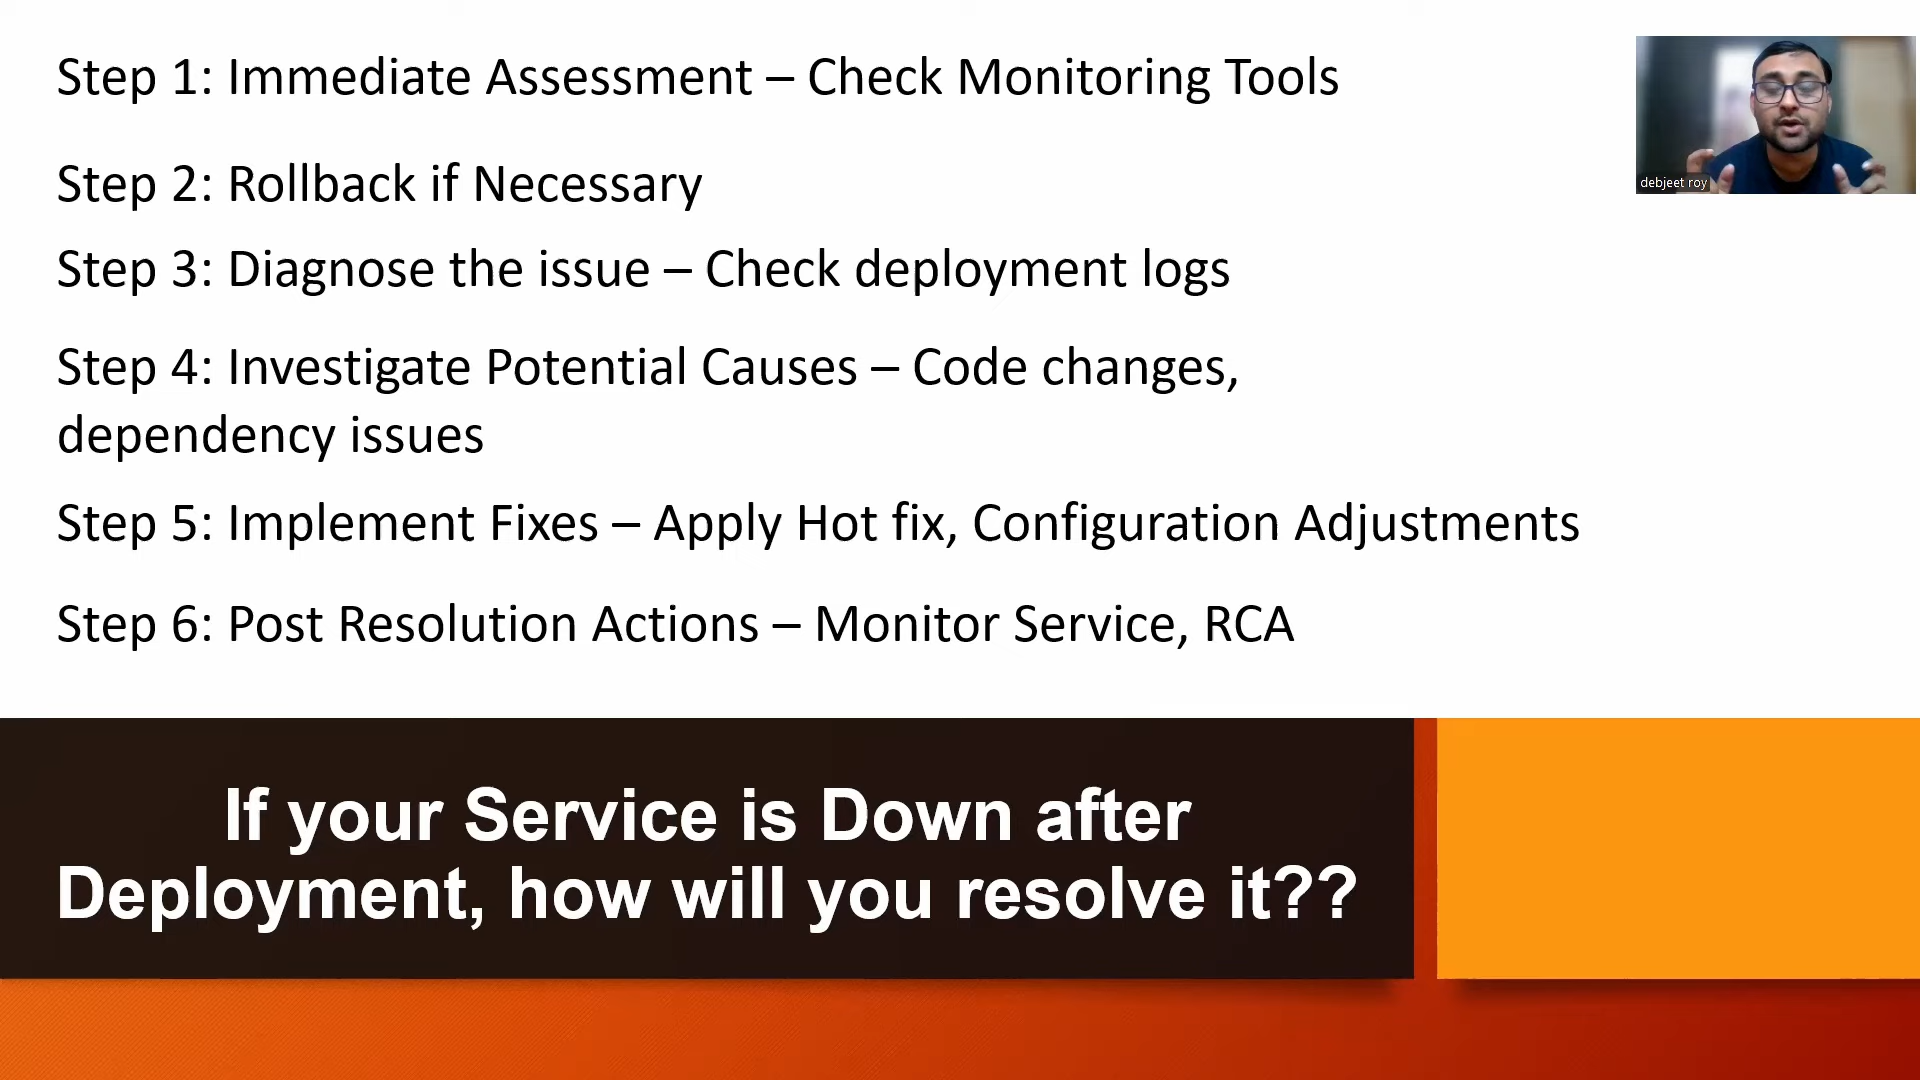 Step 1: Immediate Assessment – Check Monitoring Tools
debjeet roy
Step 2: Rollback if Necessary
Step 3: Diagnose the issue – Check deployment logs
Step 4: Investigate Potential Causes – Code changes,
dependency issues
Step 5: Implement Fixes – Apply Hot fix, Configuration Adjustments
Step 6: Post Resolution Actions – Monitor Service, RCA
If your Service is Down after
Deployment, how will you resolve it??